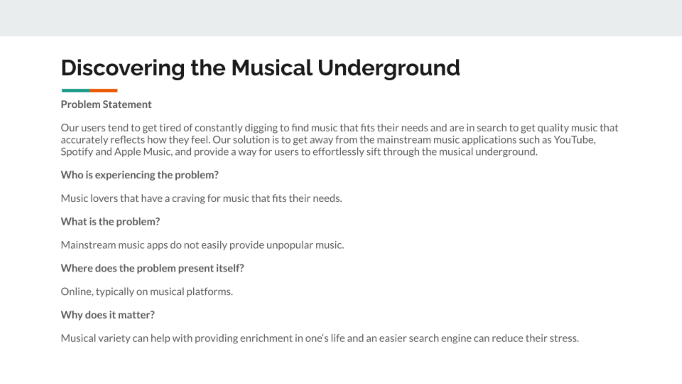 Discovering the Musical Underground
Problem Statement
Our users tend to get tired of constantly digging to find music that fits their needs and are in search to get quality music that
accurately reflects how they feel. Our solution is to get away from the mainstream music applications such as YouTube,
Spotify and Apple Music, and provide a way for users to effortlessly sift through the musical underground.
Who is experiencing the problem?
Music lovers that have a craving for music that fits their needs.
What is the problem?
Mainstream music apps do not easily provide unpopular music.
Where does the problem present itself?
Online, typically on musical platforms.
Why does it matter?
Musical variety can help with providing enrichment in one's life and an easier search engine can reduce their stress.